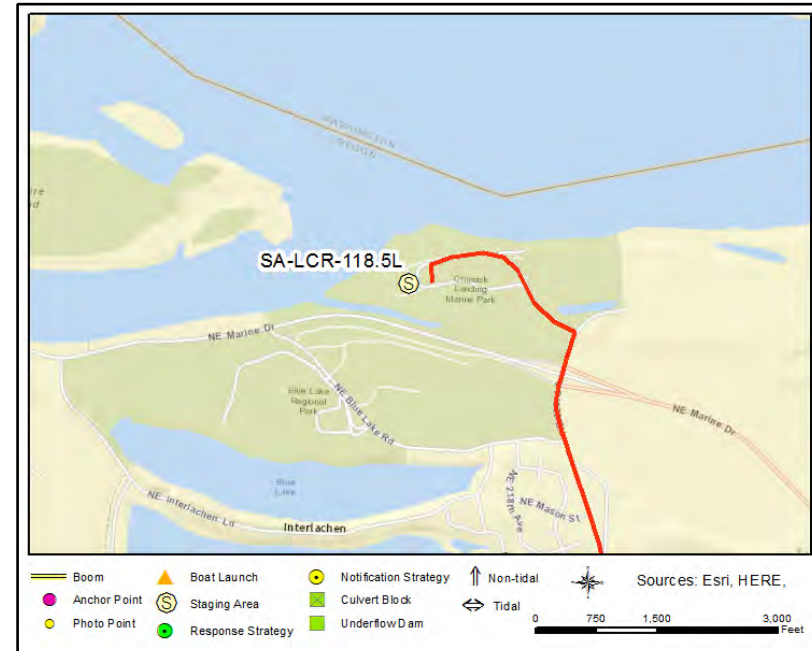 WASHINGTON
OREGON
SA-LCR-118.5L
S
Chinook
Landing
Marine Park
NE Marine Dr
Blue Lake
Regional
Park
NE Blue Lake Rd
NE Marine Dr
Blue
Lake
NE Interlachen Ln
Interlachen
NE 218th Ave
NE Mason St
Boom
Boat Launch
Notification Strategy
Non-tidal
Sources: Esri, HERE,
Anchor Point
S
Staging Area
Culvert Block
Tidal
Photo Point
Response Strategy
Underflow Dam
0 750 1,500 3,000
Feet